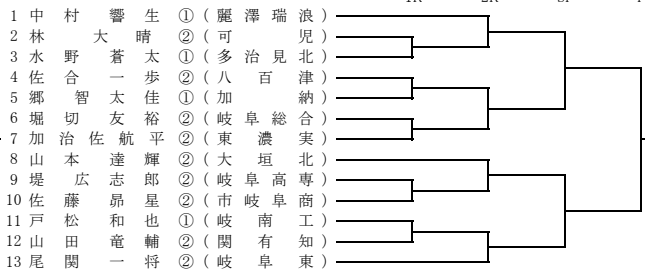 1 中村 響生 ① (麗澤瑞浪)
2 林 大晴 ② (可児)
3 水野 蒼太 ① (多治見北)
4 佐合 一歩 ② (八百津)
5 郷 智太佳 ① (加納)
6 堀切 友裕 ② (岐阜総合)
7 加治佐 航平 ② (東濃実)
8 山本 達輝 ② (大垣北)
9 堤 広志郎 ② (岐阜高専)
10 佐藤 昴星 ② (市岐阜商)
11 戸松 和也 ① (岐南工)
12 山田 竜輔 ② (関有知)
13 尾関 一将 ② (岐阜東)